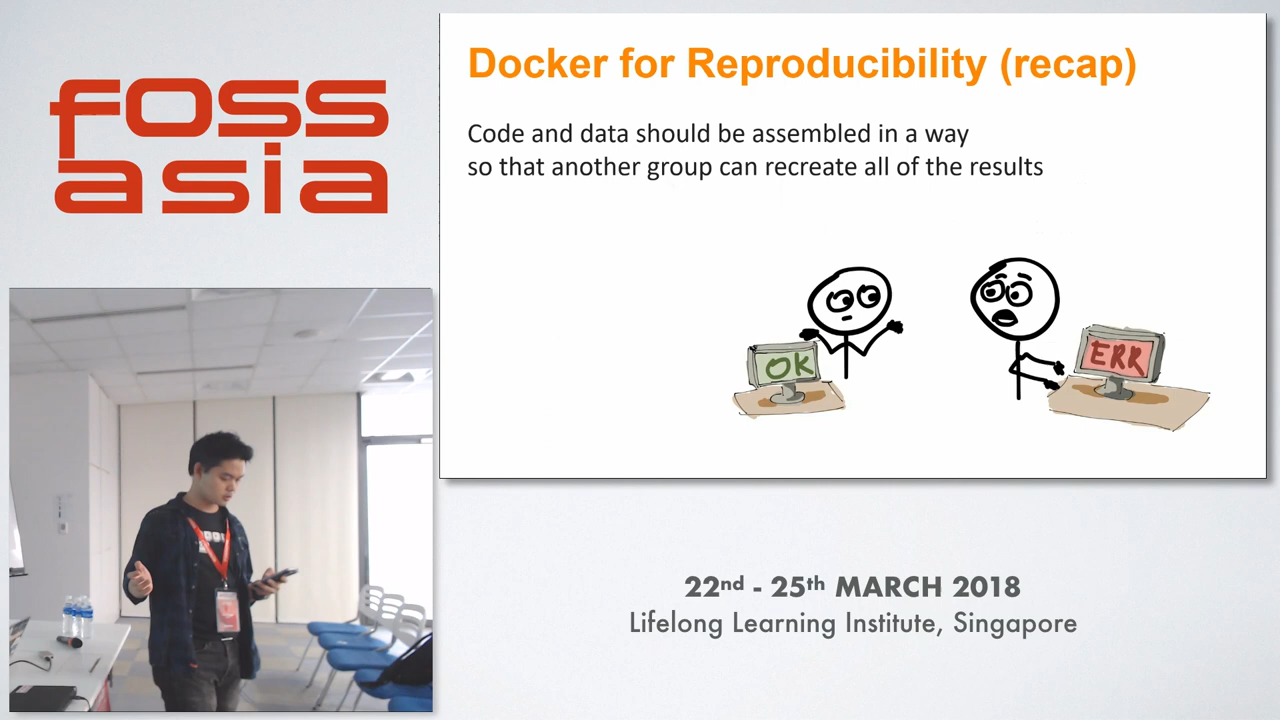 foss
asia
Docker for Reproducibility (recap)
Code and data should be assembled in a way
so that another group can recreate all of the results
OK
ERR
22nd - 25th MARCH 2018
Lifelong Learning Institute, Singapore